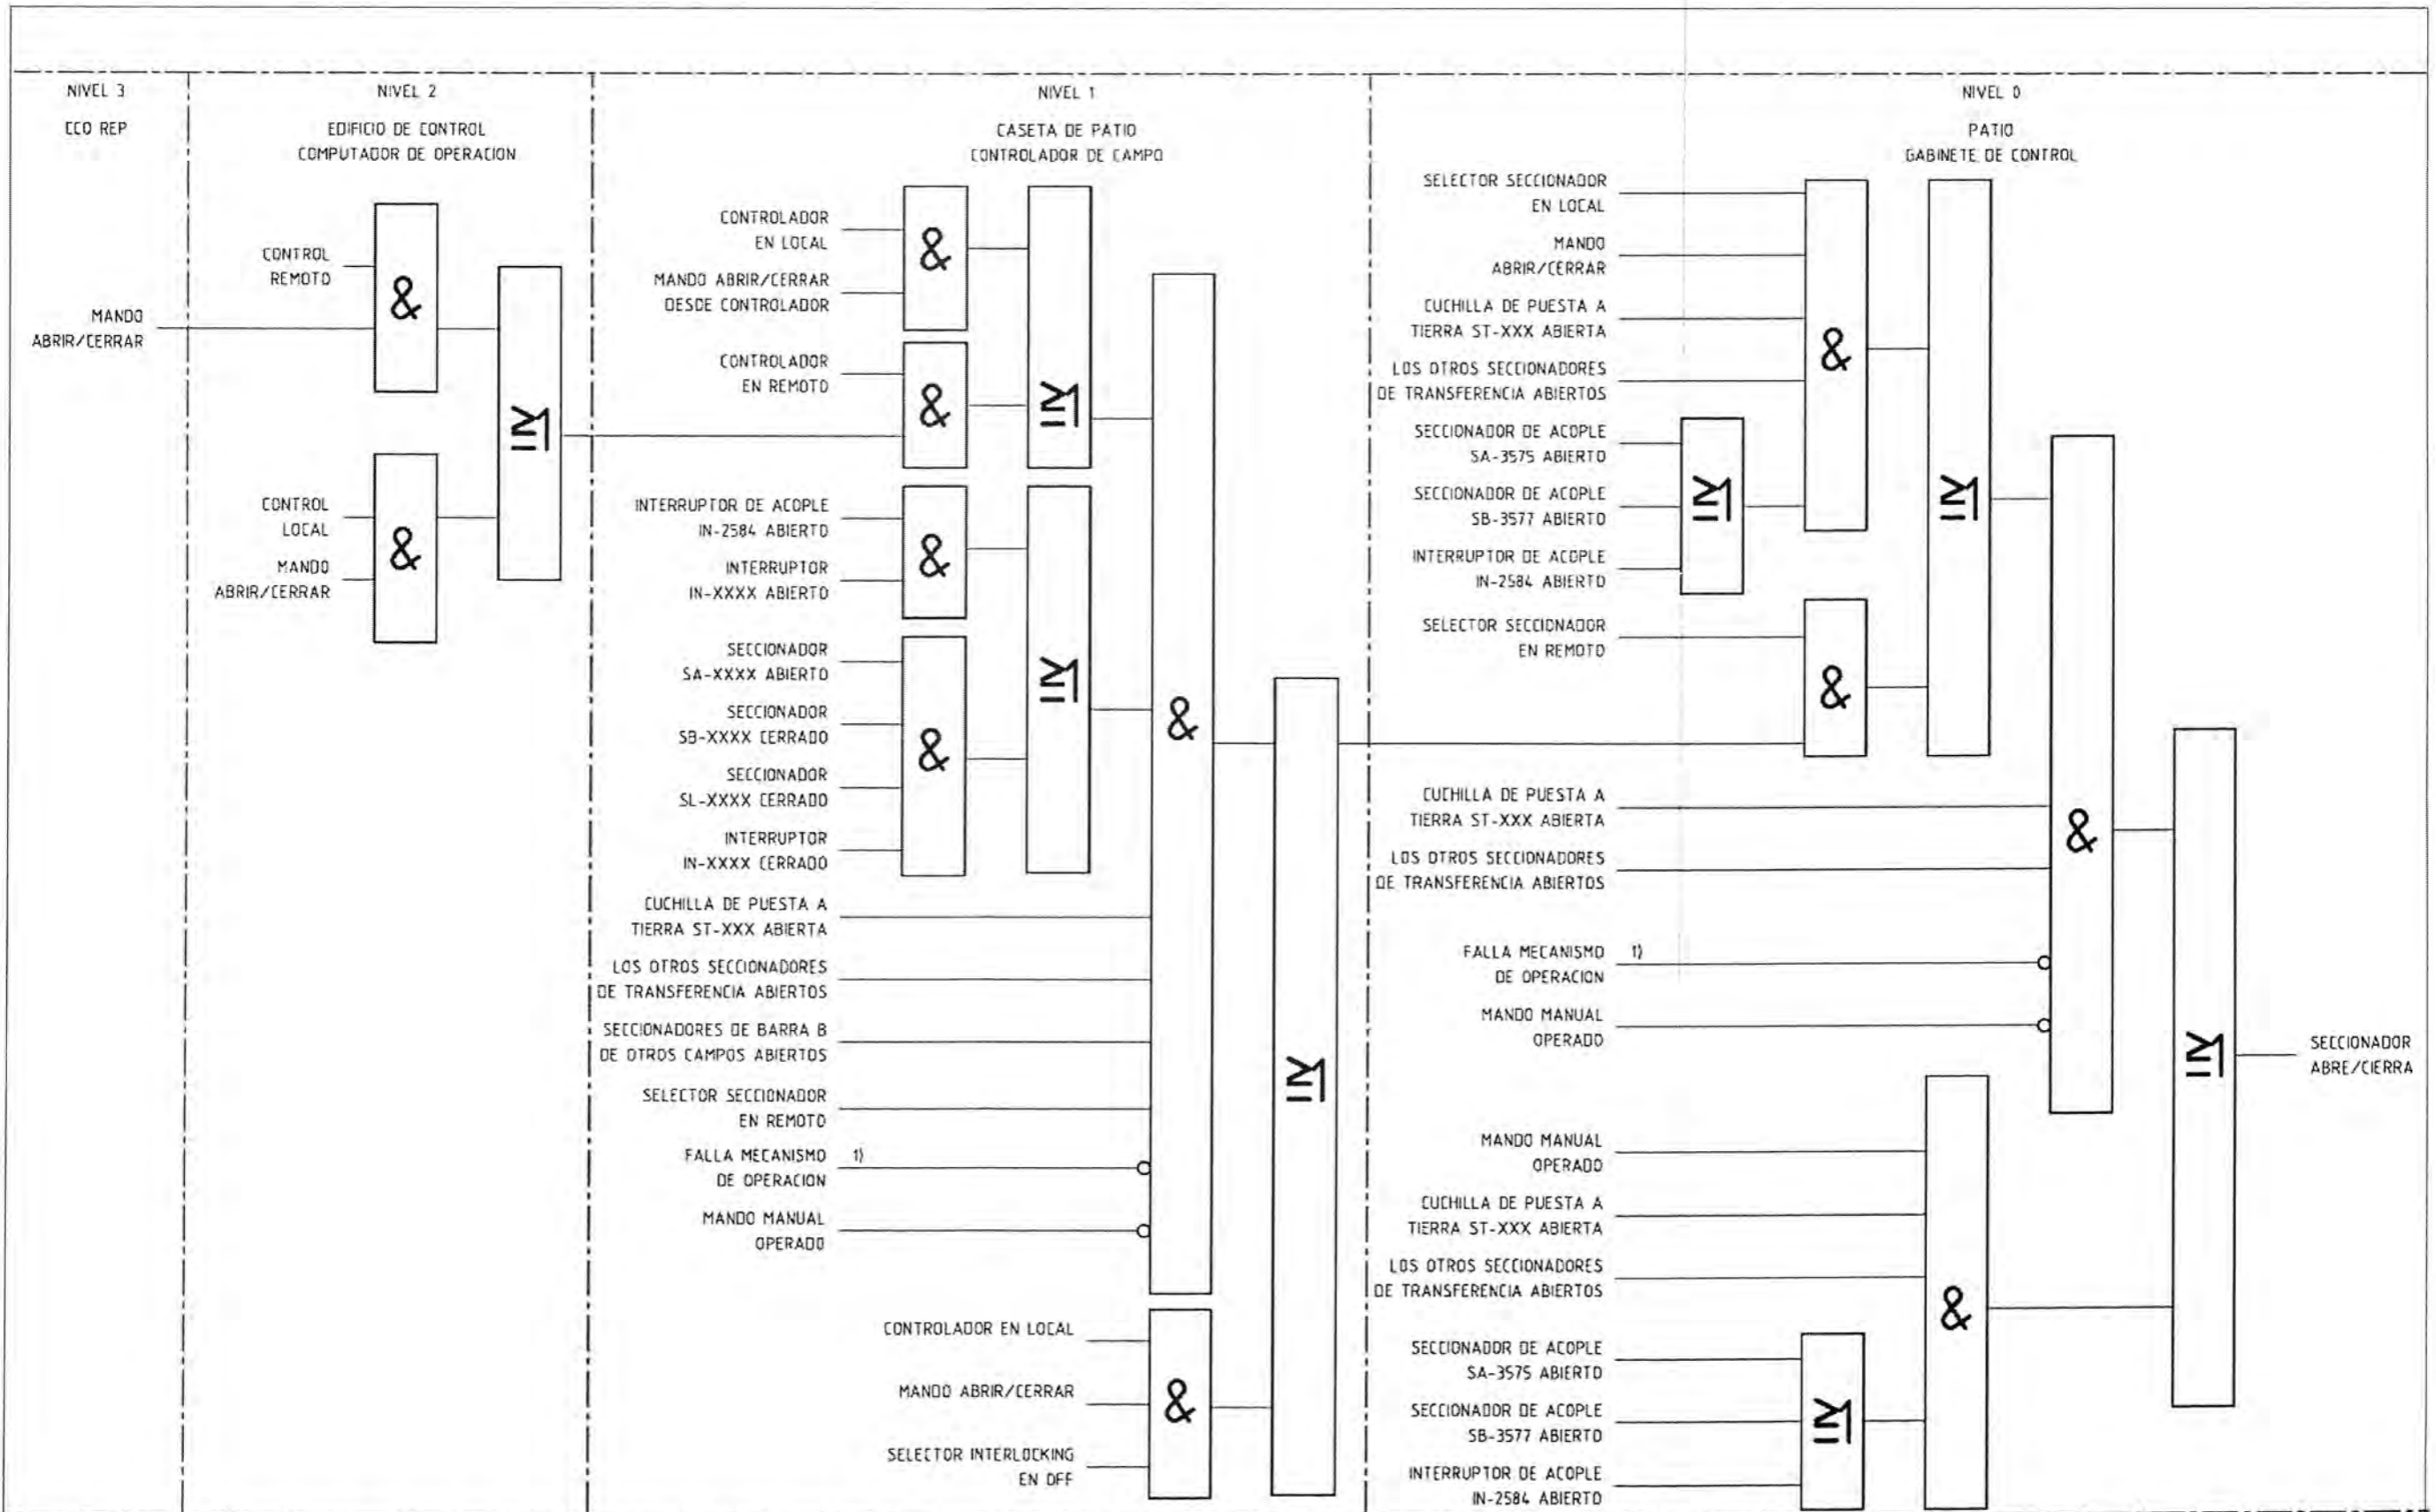 NIVEL 3
CCO REP
MANDO
ABRIR/CERRAR
NIVEL 2
EDIFICIO DE CONTROL
COMPUTADOR DE OPERACION
CONTROL
REMOTO
&
≥1
CONTROL
LOCAL
MANDO
ABRIR/CERRAR
&
NIVEL 1
CASETA DE PATIO
CONTROLADOR DE CAMPO
CONTROLADOR
EN LOCAL
MANDO ABRIR/CERRAR
DESDE CONTROLADOR
&
CONTROLADOR
EN REMOTO
&
≥1
INTERRUPTOR DE ACOPLE
IN-2584 ABIERTO
INTERRUPTOR
IN-XXXX ABIERTO
&
SECCIONADOR
SA-XXXX ABIERTO
SECCIONADOR
SB-XXXX CERRADO
SECCIONADOR
SL-XXXX CERRADO
INTERRUPTOR
IN-XXXX CERRADO
&
≥1
CUCHILLA DE PUESTA A
TIERRA ST-XXX ABIERTA
LOS OTROS SECCIONADORES
DE TRANSFERENCIA ABIERTOS
SECCIONADORES DE BARRA B
DE OTROS CAMPOS ABIERTOS
SELECTOR SECCIONADOR
EN REMOTO
FALLA MECANISMO 1)
DE OPERACION
MANDO MANUAL
OPERADO
&
CONTROLADOR EN LOCAL
MANDO ABRIR/CERRAR
SELECTOR INTERLOCKING
EN OFF
&
≥1
NIVEL 0
PATIO
GABINETE DE CONTROL
SELECTOR SECCIONADOR
EN LOCAL
MANDO
ABRIR/CERRAR
CUCHILLA DE PUESTA A
TIERRA ST-XXX ABIERTA
LOS OTROS SECCIONADORES
DE TRANSFERENCIA ABIERTOS
SECCIONADOR DE ACOPLE
SA-3575 ABIERTO
SECCIONADOR DE ACOPLE
SB-3577 ABIERTO
INTERRUPTOR DE ACOPLE
IN-2584 ABIERTO
≥1
&
SELECTOR SECCIONADOR
EN REMOTO
&
≥1
CUCHILLA DE PUESTA A
TIERRA ST-XXX ABIERTA
LOS OTROS SECCIONADORES
DE TRANSFERENCIA ABIERTOS
FALLA MECANISMO 1)
DE OPERACION
MANDO MANUAL
OPERADO
&
MANDO MANUAL
OPERADO
CUCHILLA DE PUESTA A
TIERRA ST-XXX ABIERTA
LOS OTROS SECCIONADORES
DE TRANSFERENCIA ABIERTOS
SECCIONADOR DE ACOPLE
SA-3575 ABIERTO
SECCIONADOR DE ACOPLE
SB-3577 ABIERTO
INTERRUPTOR DE ACOPLE
IN-2584 ABIERTO
≥1
&
≥1
SECCIONADOR
ABRE/CIERRA